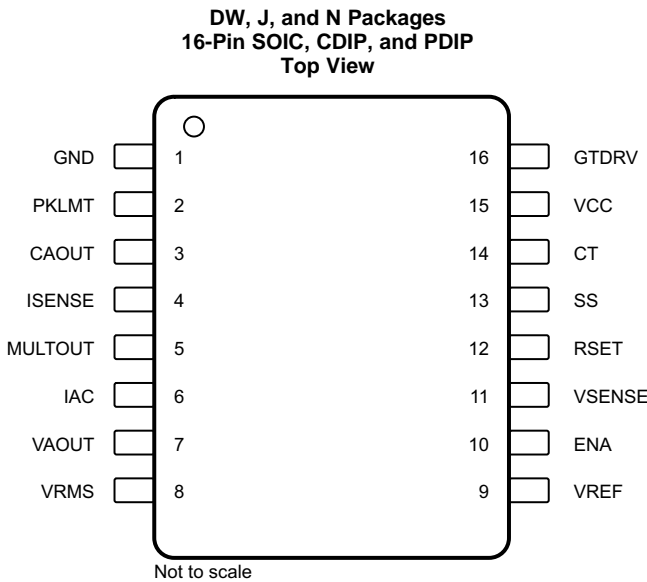 DW, J, and N Packages
16-Pin SOIC, CDIP, and PDIP
Top View
GND 1 16 GTDRV
PKLMT 2 15 VCC
CAOUT 3 14 CT
ISENSE 4 13 SS
MULTOUT 5 12 RSET
IAC 6 11 VSENSE
VAOUT 7 10 ENA
VRMS 8 9 VREF
Not to scale